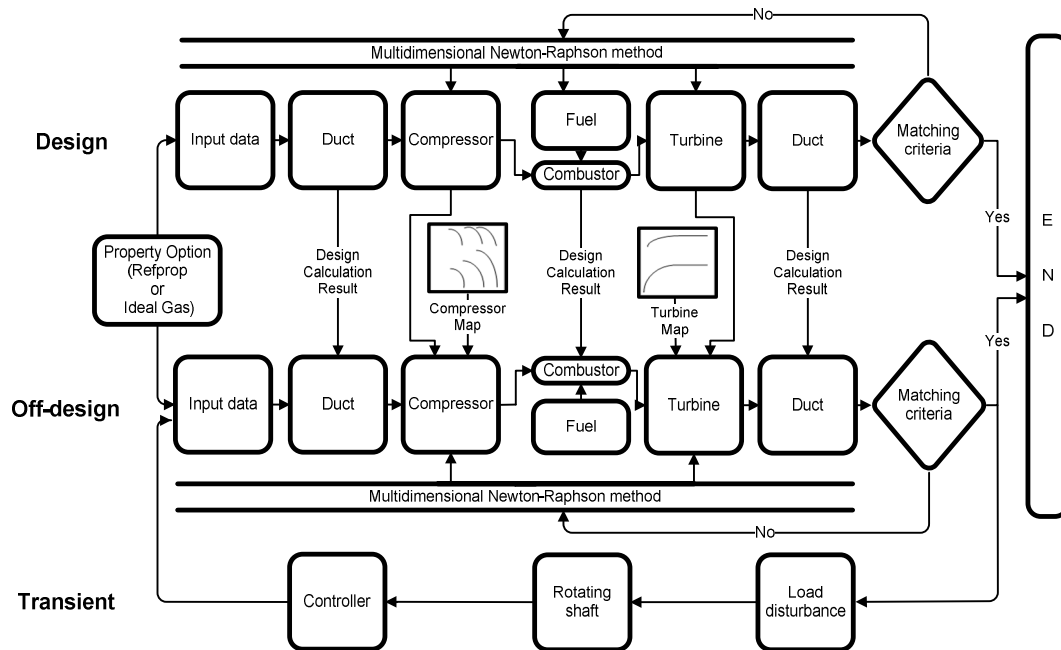 No
Multidimensional Newton-Raphson method
Design
Input data
Duct
Compressor
Fuel
Combustor
Turbine
Duct
Matching
criteria
Yes
E
N
D
Property Option
(Refprop
or
Ideal Gas)
Design
Calculation
Result
Compressor
Map
Design
Calculation
Result
Turbine
Map
Design
Calculation
Result
Yes
Off-design
Input data
Duct
Compressor
Combustor
Fuel
Turbine
Duct
Matching
criteria
Multidimensional Newton-Raphson method
No
Transient
Controller
Rotating
shaft
Load
disturbance